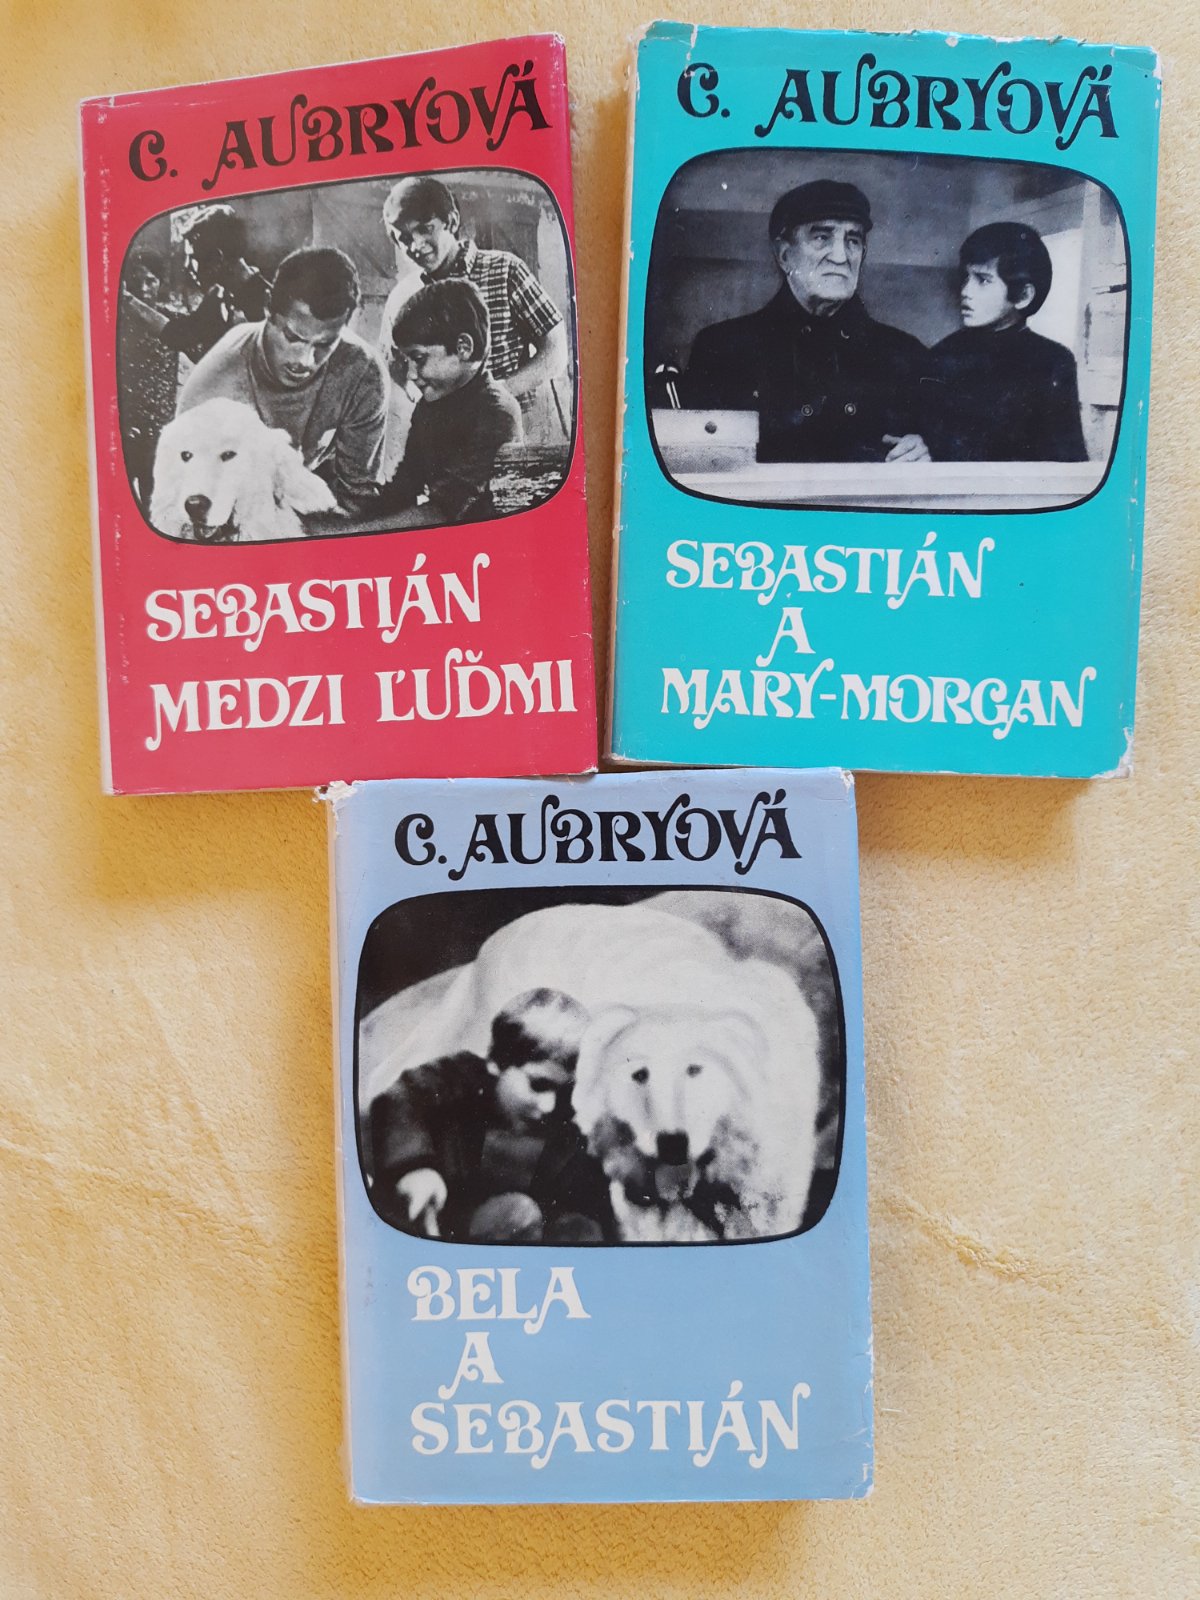 C. AUBRYOVÁ
SEBASTIÁN
MEDZI ĽUĎMI
C. AUBRYOVÁ
SEBASTIÁN
A
MARY-MORGAN
C. AUBRYOVÁ
BELA
A
SEBASTIÁN